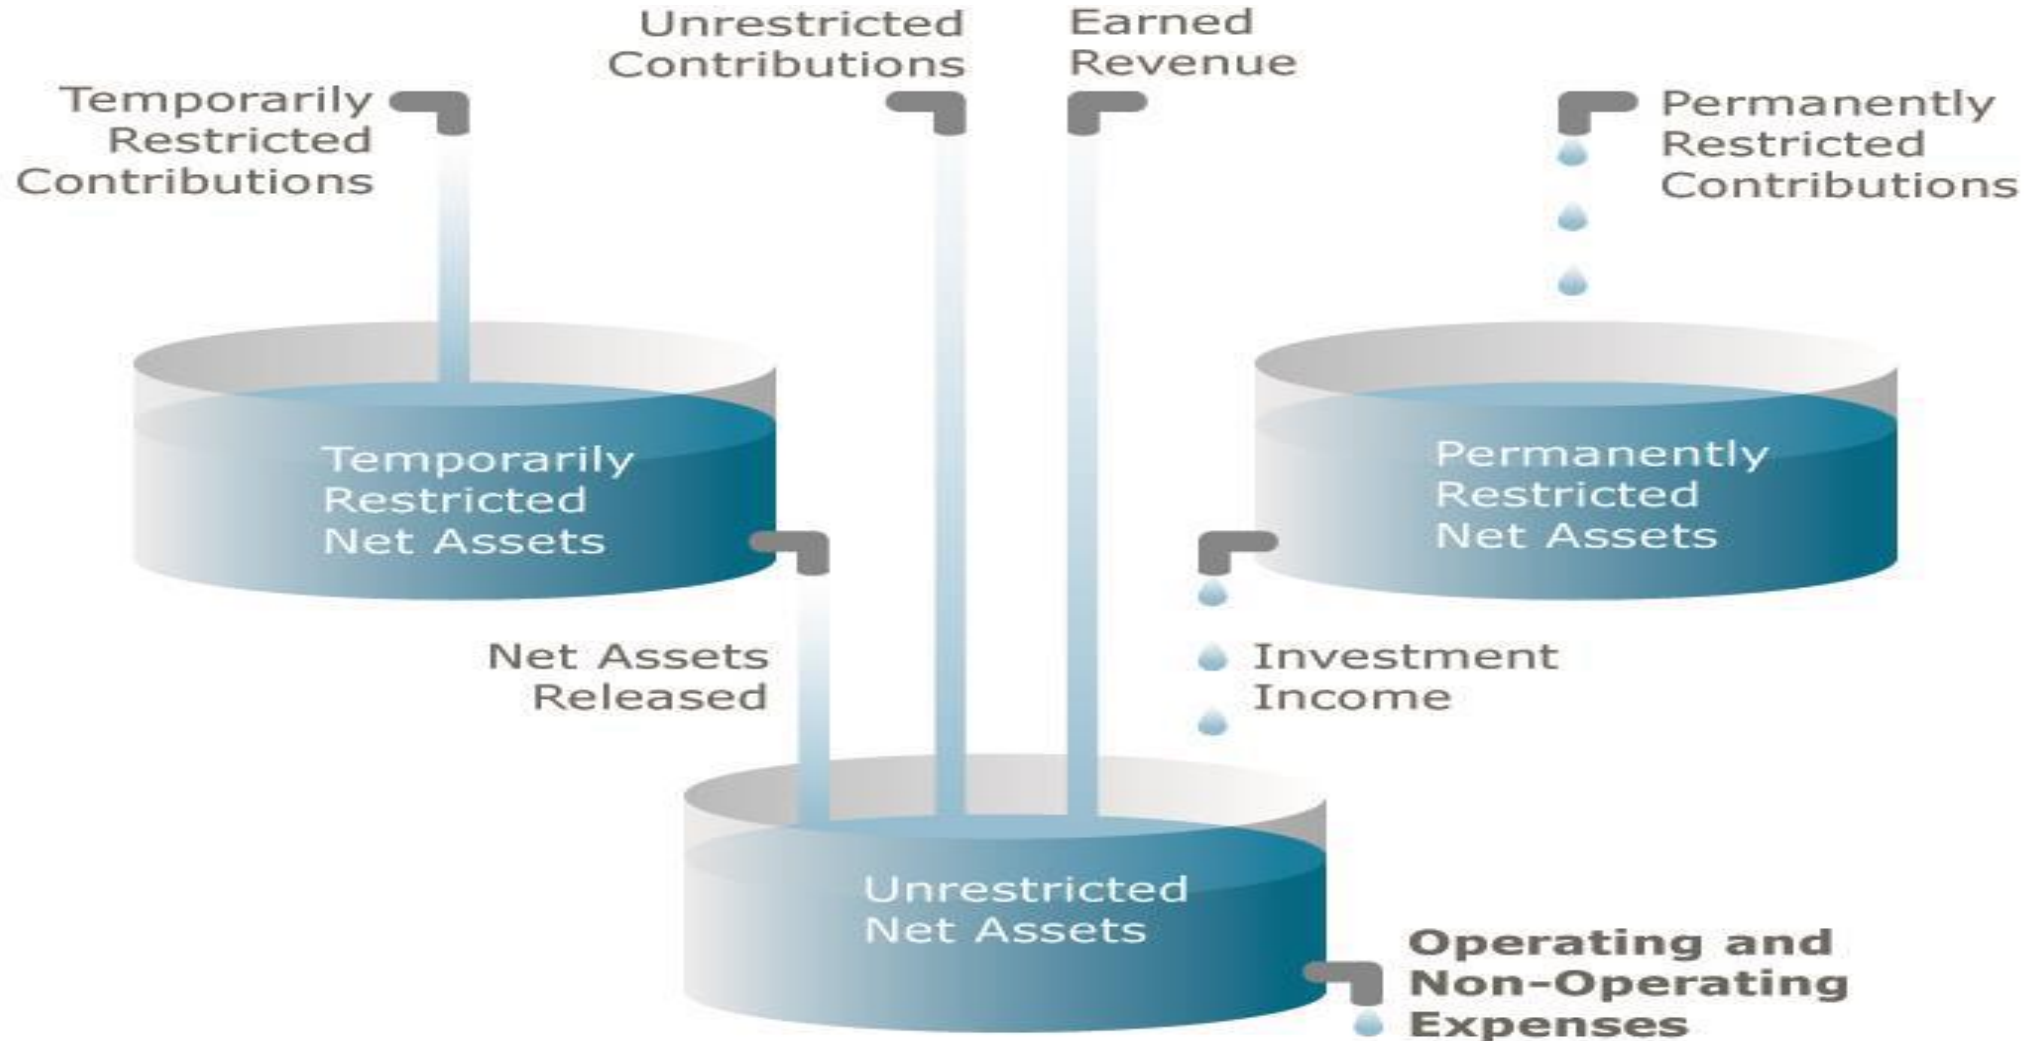 Unrestricted
Contributions
Earned
Revenue
Temporarily
Restricted
Contributions
Permanently
Restricted
Contributions
Temporarily
Restricted
Net Assets
Permanently
Restricted
Net Assets
Net Assets
Released
Investment
Income
Unrestricted
Net Assets
Operating and
Non-Operating
Expenses